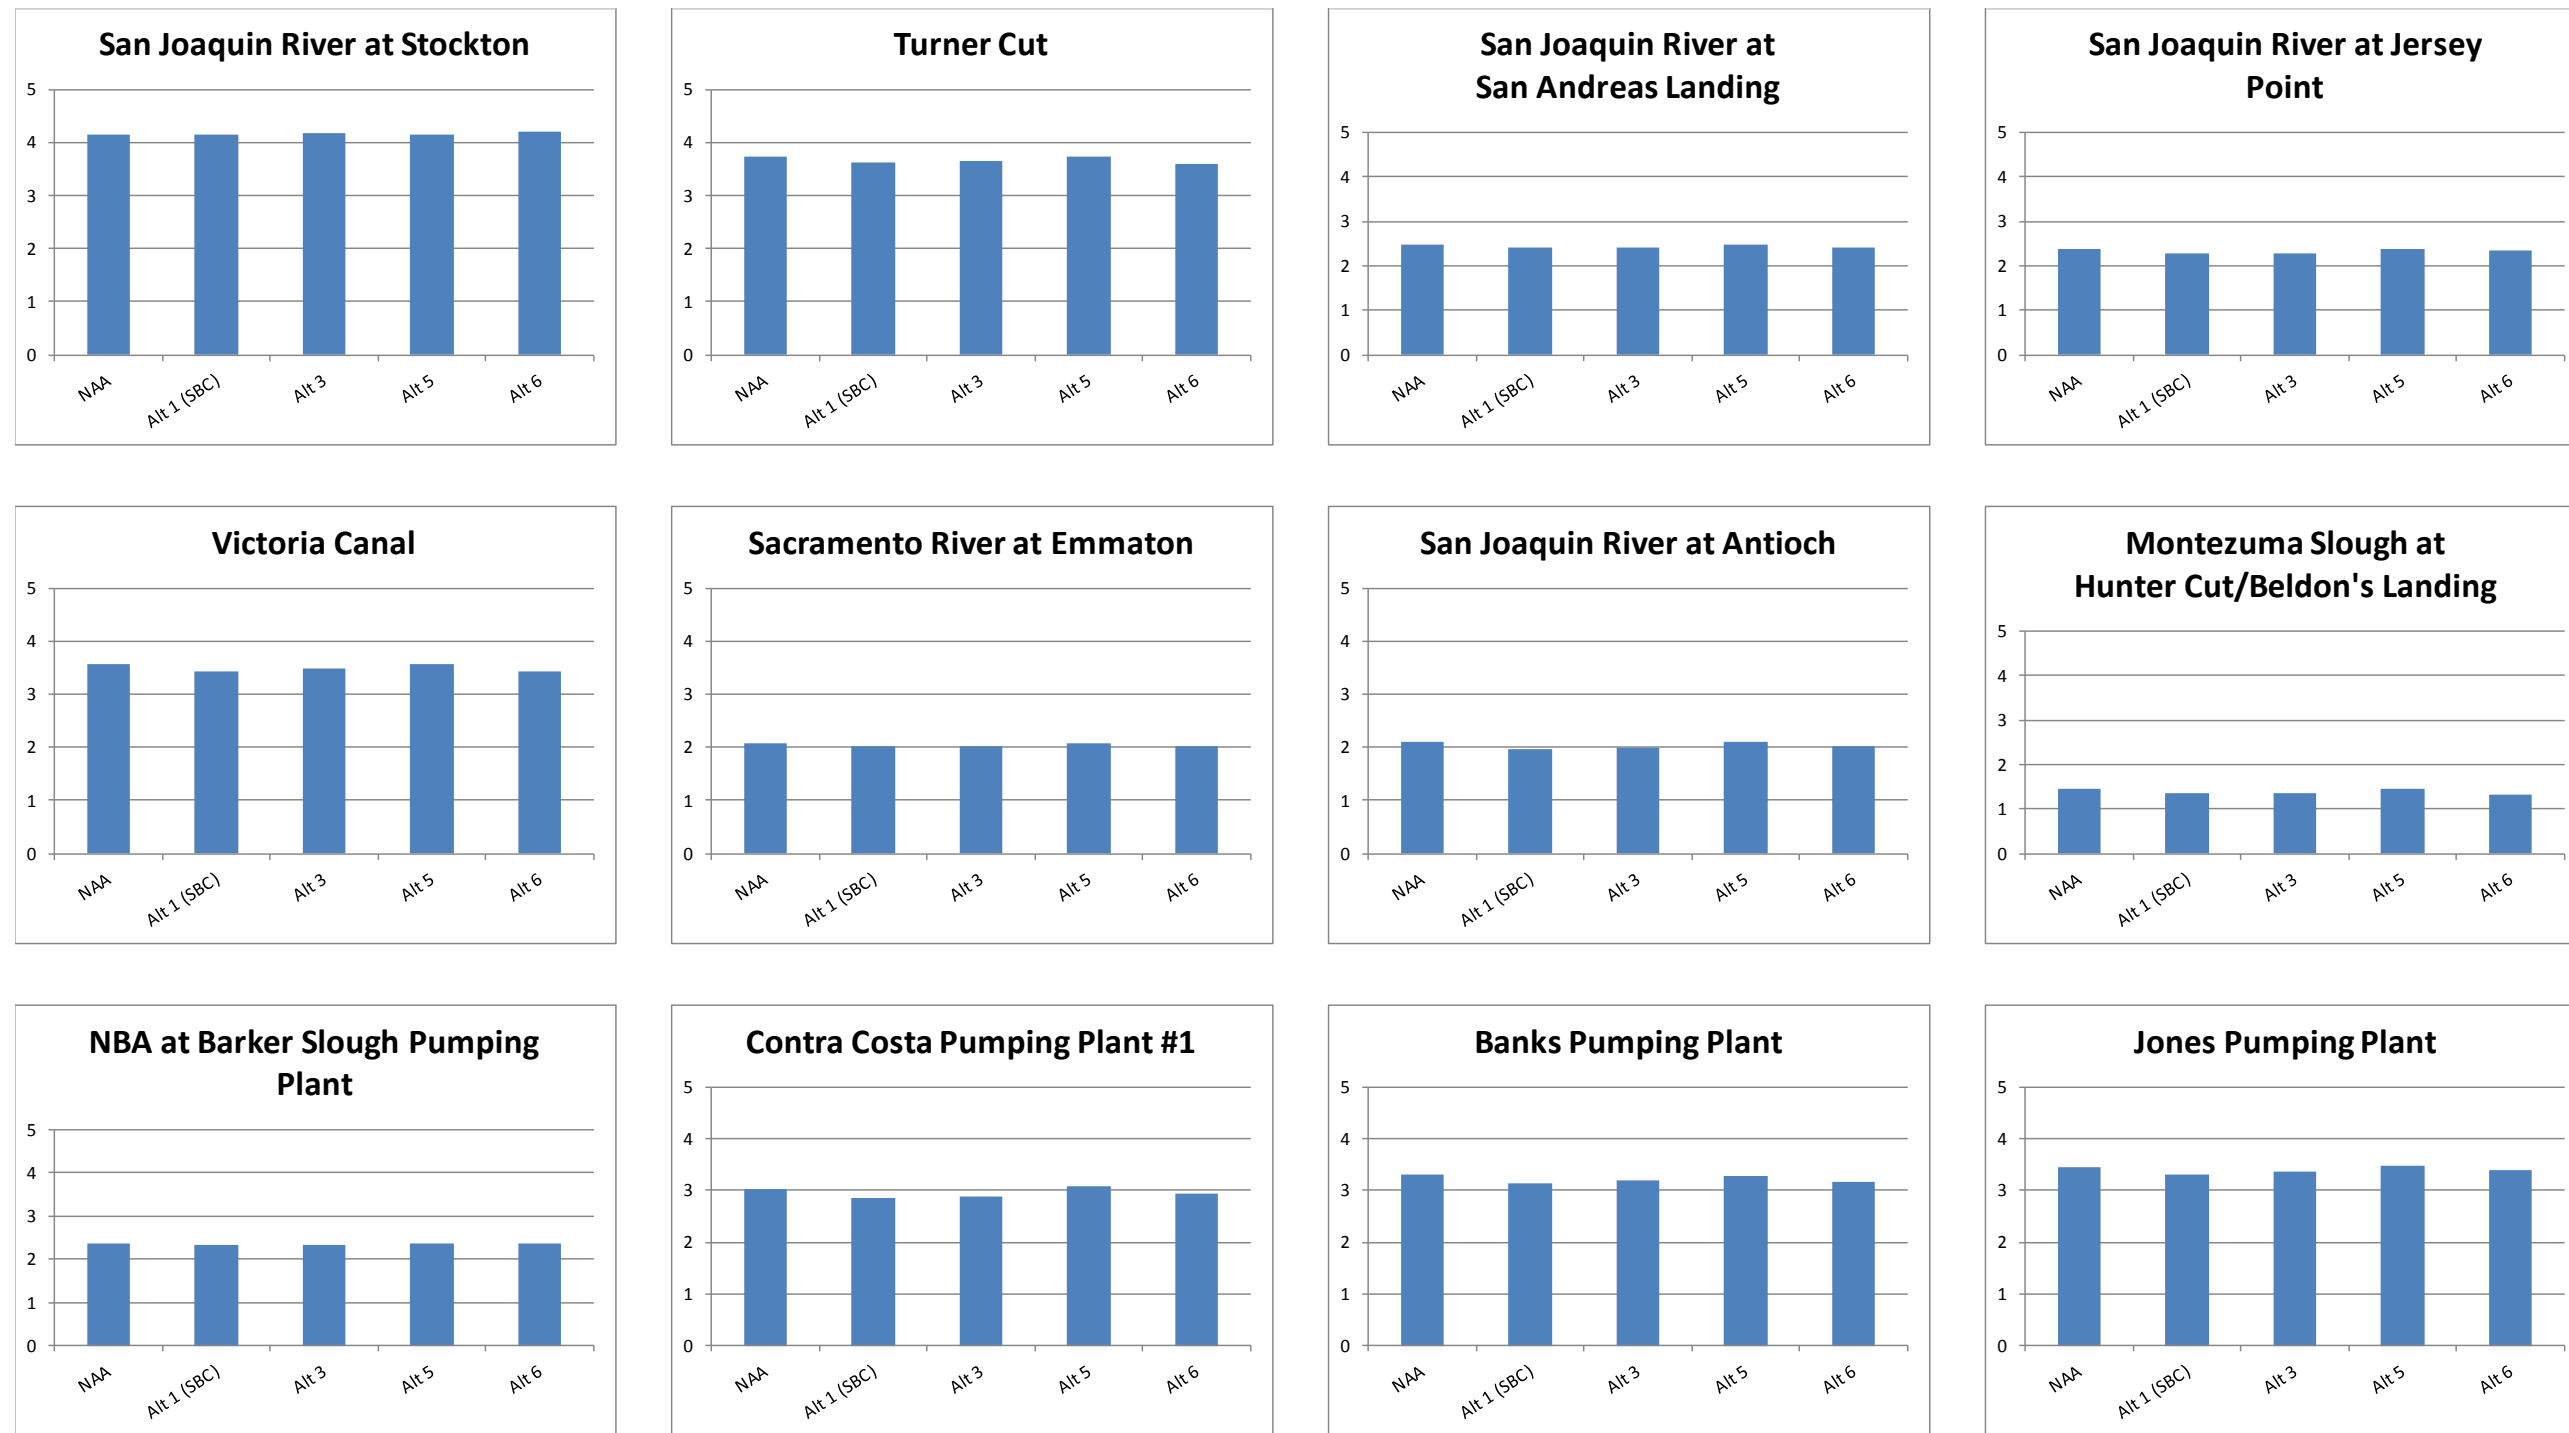 San Joaquin River at Stockton
5
4
3
2
1
0
NAA
Alt 1 (SBC)
Alt 3
Alt 5
Alt 6
Turner Cut
5
4
3
2
1
0
NAA
Alt 1 (SBC)
Alt 3
Alt 5
Alt 6
San Joaquin River at
San Andreas Landing
5
4
3
2
1
0
NAA
Alt 1 (SBC)
Alt 3
Alt 5
Alt 6
San Joaquin River at Jersey
Point
5
4
3
2
1
0
NAA
Alt 1 (SBC)
Alt 3
Alt 5
Alt 6
Victoria Canal
5
4
3
2
1
0
NAA
Alt 1 (SBC)
Alt 3
Alt 5
Alt 6
Sacramento River at Emmaton
5
4
3
2
1
0
NAA
Alt 1 (SBC)
Alt 3
Alt 5
Alt 6
San Joaquin River at Antioch
5
4
3
2
1
0
NAA
Alt 1 (SBC)
Alt 3
Alt 5
Alt 6
Montezuma Slough at
Hunter Cut/Beldon's Landing
5
4
3
2
1
0
NAA
Alt 1 (SBC)
Alt 3
Alt 5
Alt 6
NBA at Barker Slough Pumping
Plant
5
4
3
2
1
0
NAA
Alt 1 (SBC)
Alt 3
Alt 5
Alt 6
Contra Costa Pumping Plant #1
5
4
3
2
1
0
NAA
Alt 1 (SBC)
Alt 3
Alt 5
Alt 6
Banks Pumping Plant
5
4
3
2
1
0
NAA
Alt 1 (SBC)
Alt 3
Alt 5
Alt 6
Jones Pumping Plant
5
4
3
2
1
0
NAA
Alt 1 (SBC)
Alt 3
Alt 5
Alt 6